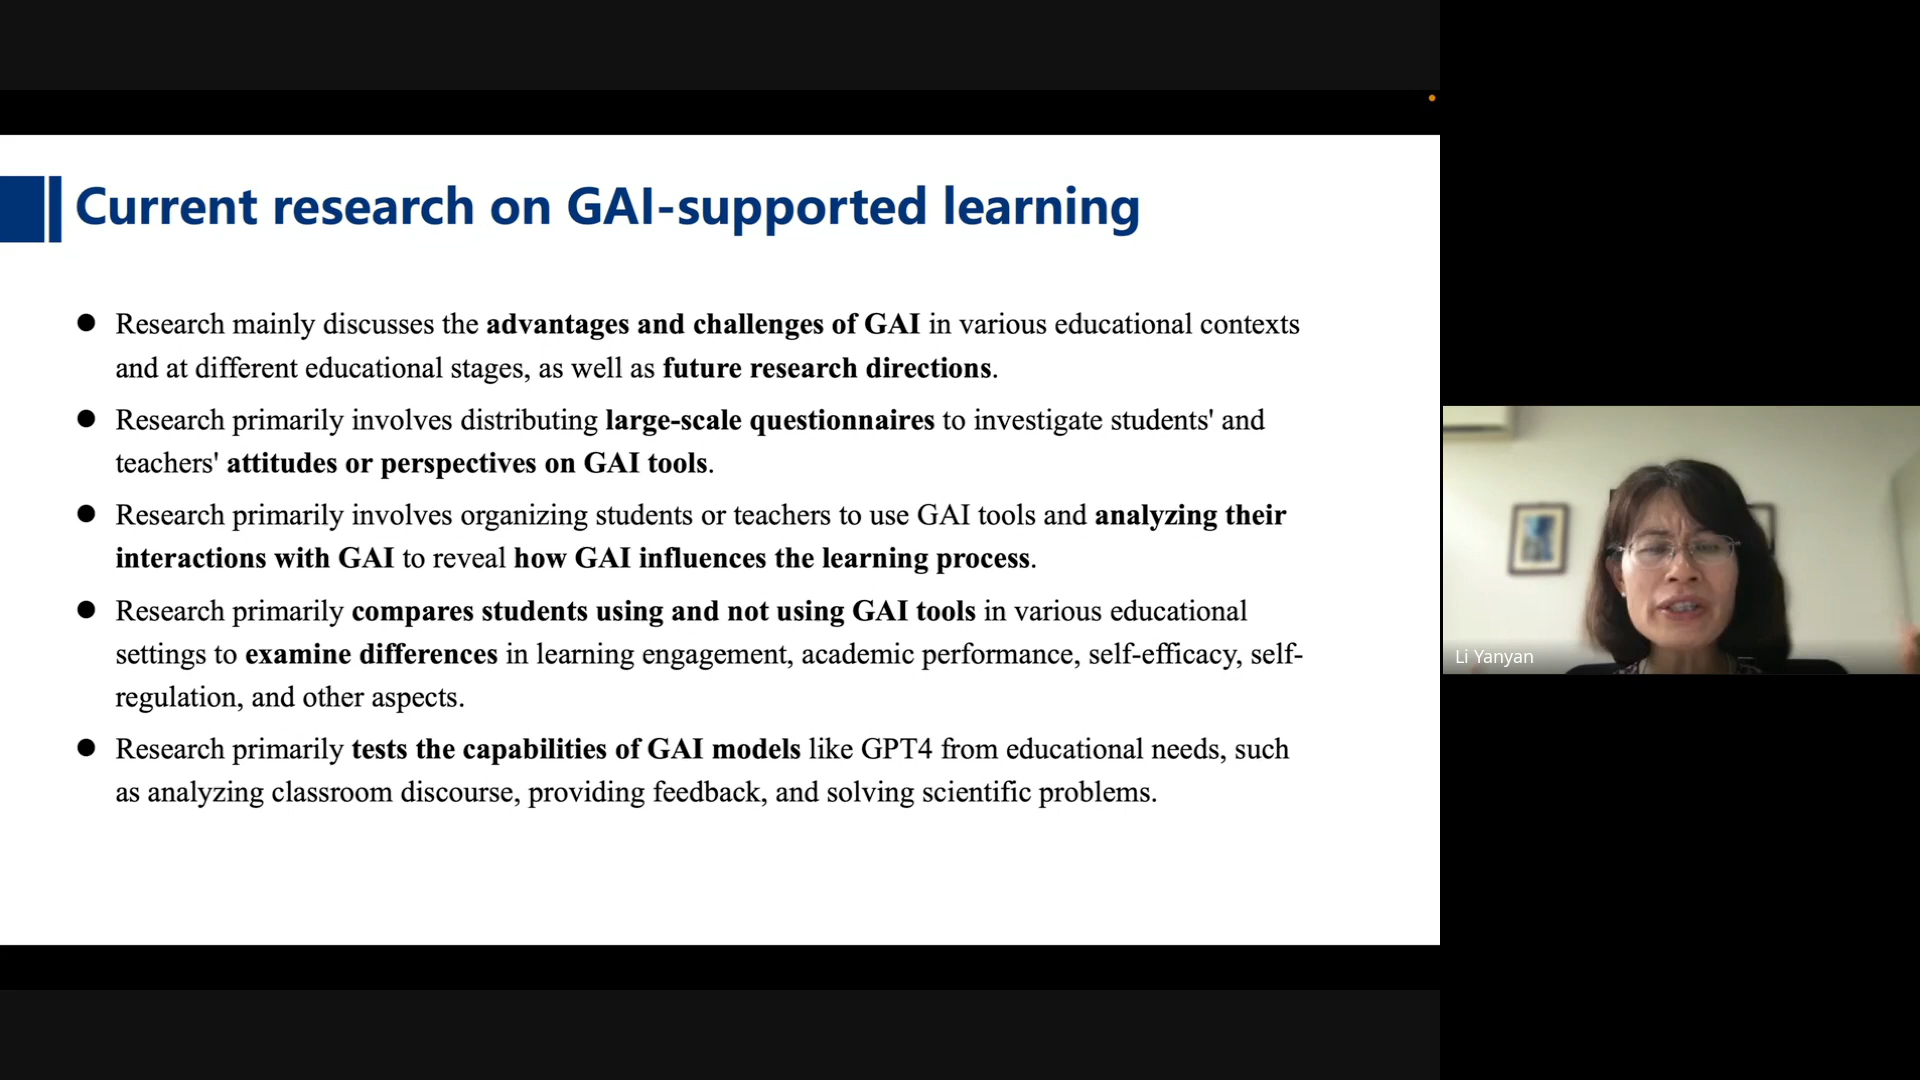 Current research on GAI-supported learning
● Research mainly discusses the advantages and challenges of GAI in various educational contexts
and at different educational stages, as well as future research directions.
● Research primarily involves distributing large-scale questionnaires to investigate students' and
teachers' attitudes or perspectives on GAI tools.
● Research primarily involves organizing students or teachers to use GAI tools and analyzing their
interactions with GAI to reveal how GAI influences the learning process.
● Research primarily compares students using and not using GAI tools in various educational
settings to examine differences in learning engagement, academic performance, self-efficacy, self-
regulation, and other aspects.
● Research primarily tests the capabilities of GAI models like GPT4 from educational needs, such
as analyzing classroom discourse, providing feedback, and solving scientific problems.
Li Yanyan